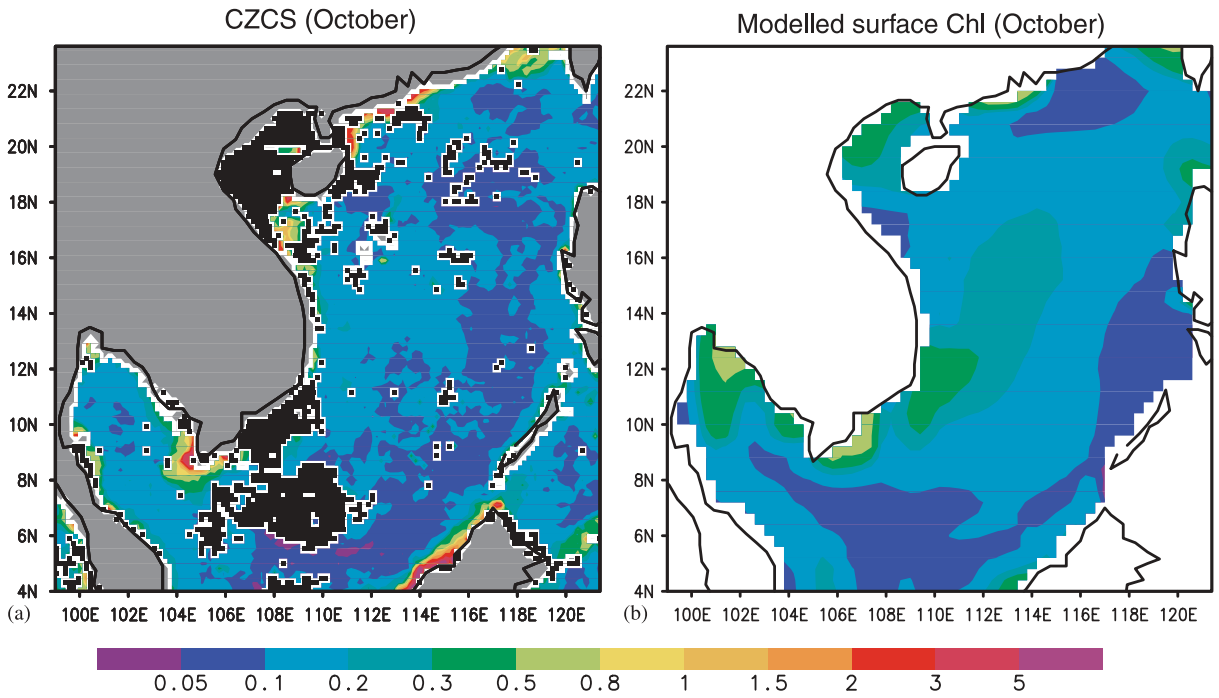 CZCS (October)
Modelled surface Chl (October)
22N
20N
18N
16N
14N
12N
10N
8N
6N
4N
(a)
100E 102E 104E 106E 108E 110E 112E 114E 116E 118E 120E
22N
20N
18N
16N
14N
12N
10N
8N
6N
4N
(b)
100E 102E 104E 106E 108E 110E 112E 114E 116E 118E 120E
0.05 0.1 0.2 0.3 0.5 0.8 1 1.5 2 3 5